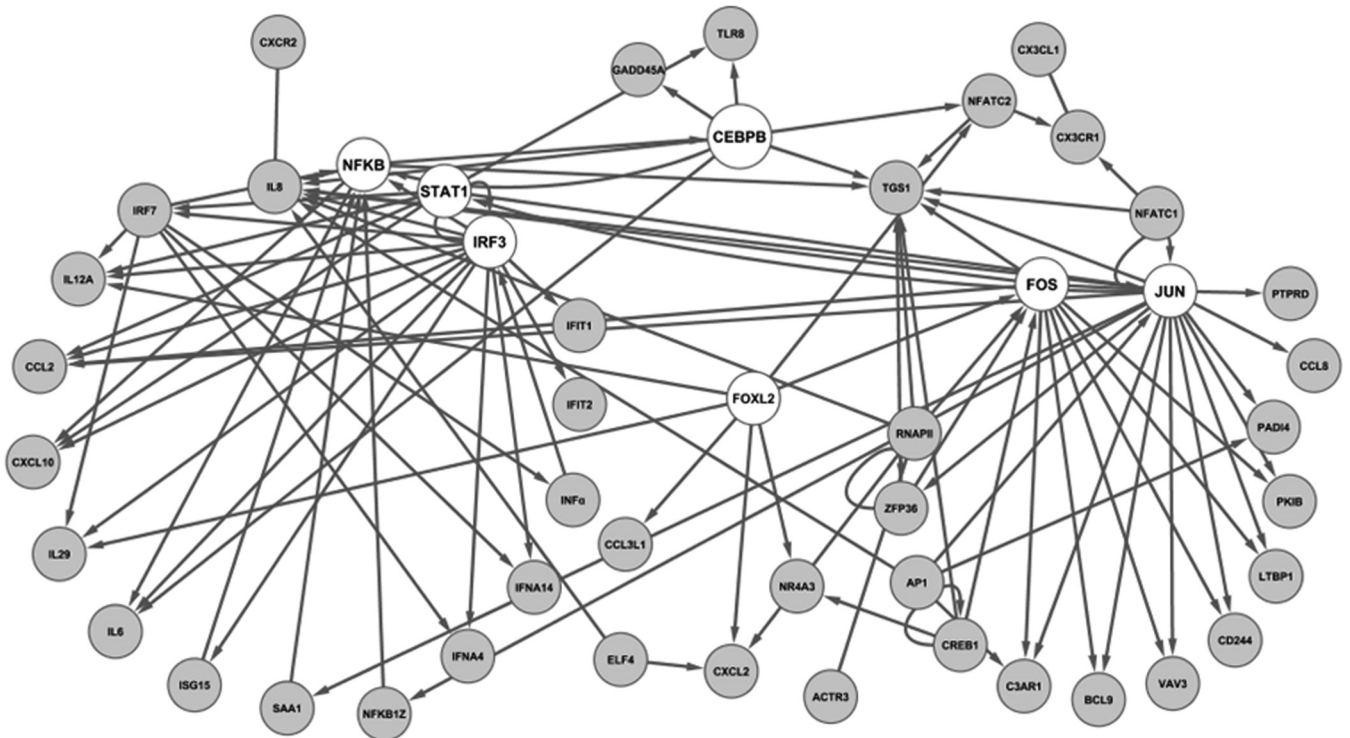 CXCR2
TLR8
CX3CL1
GADD45A
NFATC2
CEBPB
CX3CR1
NFKB
IL8
STAT1
TGS1
IRF7
NFATC1
IRF3
IL12A
FOS
JUN
PTPRD
IFIT1
CCL2
CCL8
IFIT2
FOXL2
RNAPII
PADI4
CXCL10
INFα
ZFP36
PKIB
IL29
CCL3L1
IFNA14
NR4A3
AP1
LTBP1
IL6
CREB1
CD244
IFNA4
ELF4
CXCL2
ISG15
C3AR1
VAV3
SAA1
NFKB1Z
ACTR3
BCL9